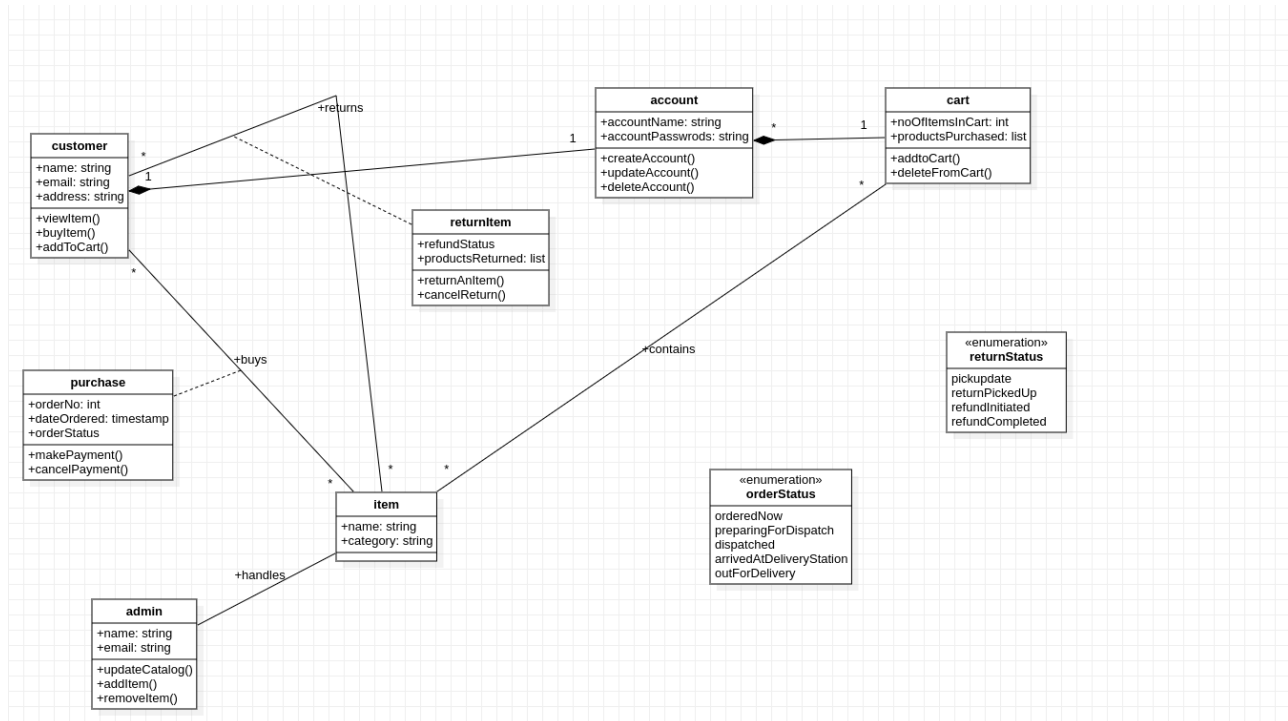 +returns
customer
+name: string
+email: string
+address: string
+viewItem()
+buyItem()
+addToCart()
*
1
*
1
account
+accountName: string
+accountPasswrods: string
+createAccount()
+updateAccount()
+deleteAccount()
*
1
cart
+noOfItemsInCart: int
+productsPurchased: list
+addtoCart()
+deleteFromCart()
*
returnItem
+refundStatus
+productsReturned: list
+returnAnItem()
+cancelReturn()
+buys
+contains
«enumeration»
returnStatus
pickupdate
returnPickedUp
refundInitiated
refundCompleted
purchase
+orderNo: int
+dateOrdered: timestamp
+orderStatus
+makePayment()
+cancelPayment()
*
*
*
item
+name: string
+category: string
«enumeration»
orderStatus
orderedNow
preparingForDispatch
dispatched
arrivedAtDeliveryStation
outForDelivery
+handles
admin
+name: string
+email: string
+updateCatalog()
+addItem()
+removeItem()